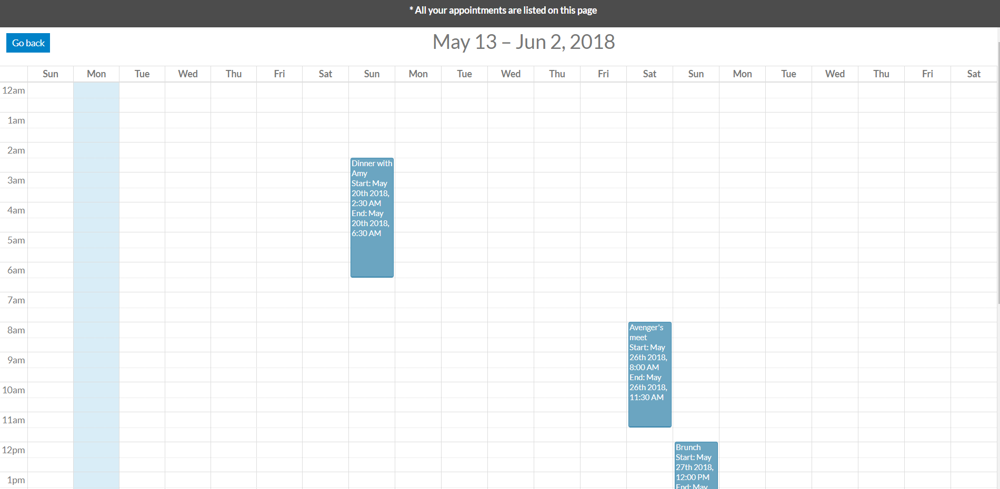 * All your appointments are listed on this page
Go back
May 13 – Jun 2, 2018
Sun Mon Tue Wed Thu Fri Sat Sun Mon Tue Wed Thu Fri Sat Sun Mon Tue Wed Thu Fri Sat
12am
1am
2am
Dinner with
Amy
Start: May
20th 2018,
2:30 AM
End: May
20th 2018,
6:30 AM
3am
4am
5am
6am
7am
8am
Avenger's
meet
Start: May
26th 2018,
8:00 AM
End: May
26th 2018,
11:30 AM
9am
10am
11am
12pm
Brunch
Start: May
27th 2018,
12:00 PM
End: May
1pm